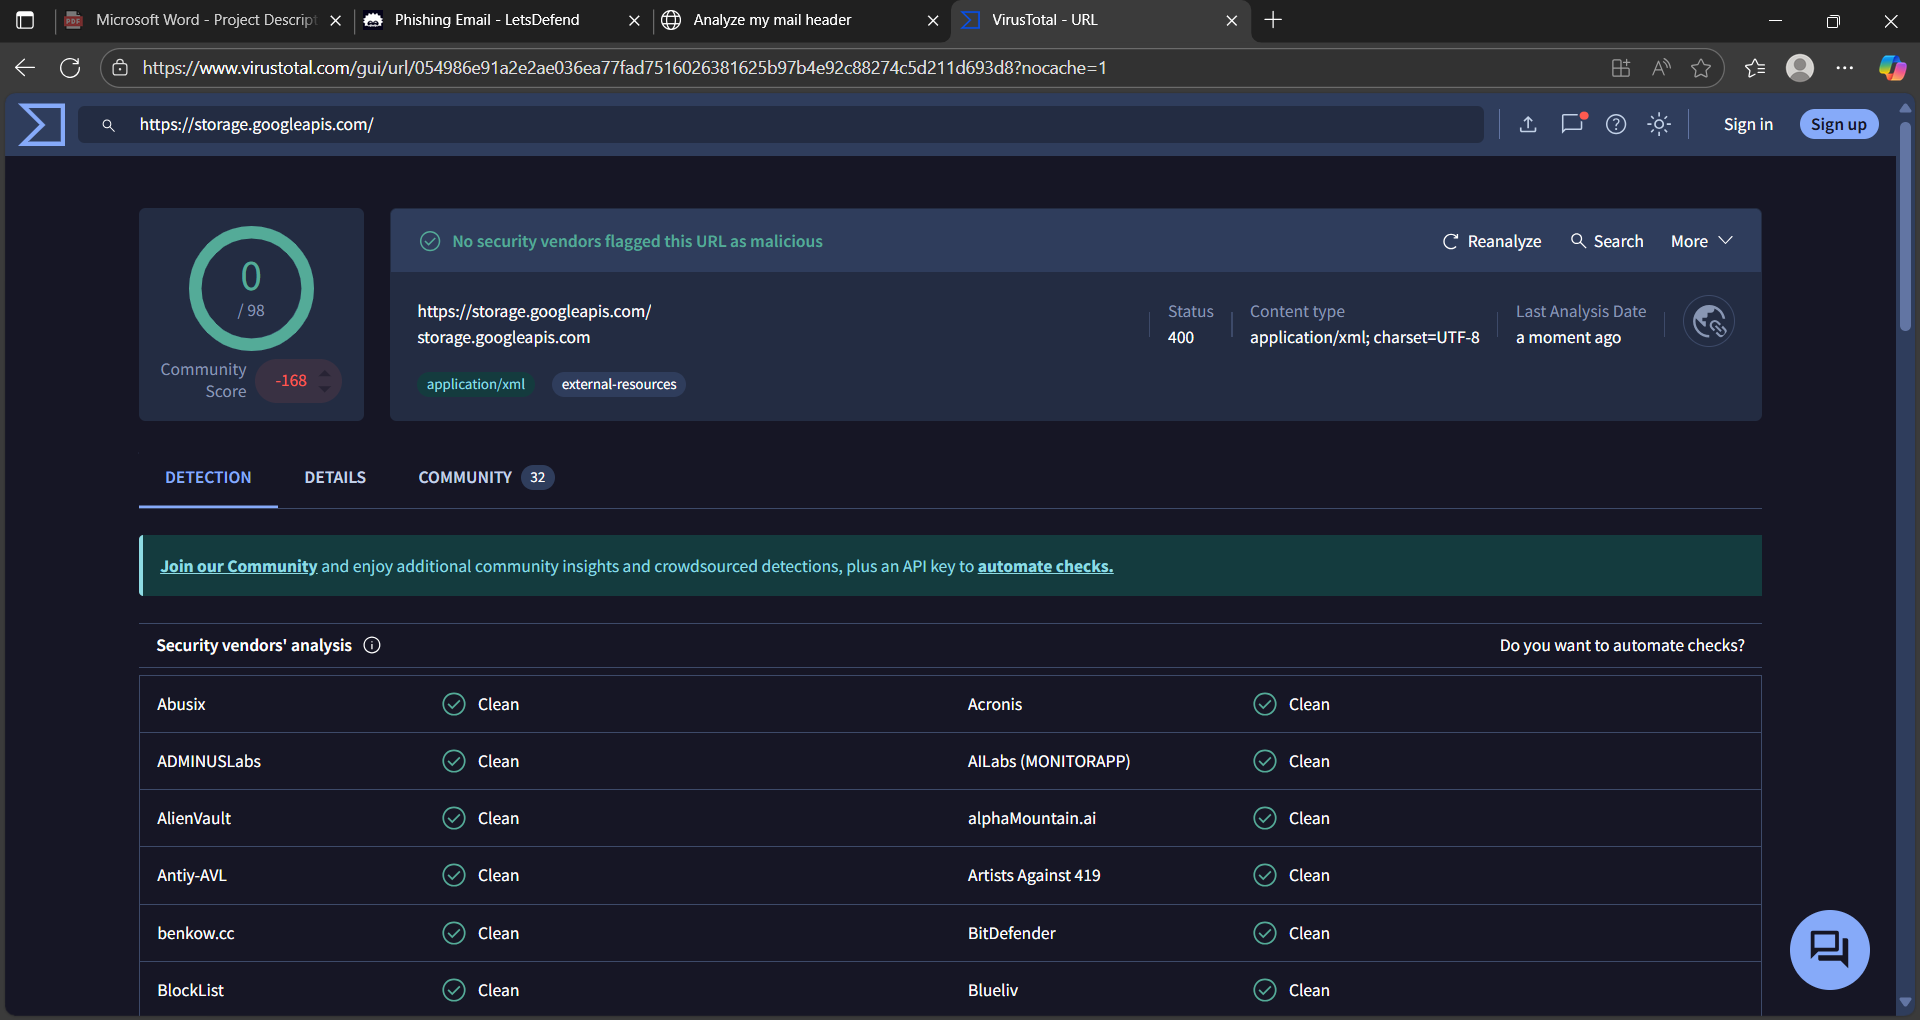 Microsoft Word - Project Descript
Phishing Email - LetsDefend
Analyze my mail header
VirusTotal - URL
https://www.virustotal.com/gui/url/054986e91a2e2ae036ea77fad7516026381625b97b4e92c88274c5d211d693d8?nocache=1
https://storage.googleapis.com/
Sign in
Sign up
0
/ 98
Community
Score
-168
No security vendors flagged this URL as malicious
Reanalyze
Search
More
https://storage.googleapis.com/
storage.googleapis.com
Status
400
Content type
application/xml; charset=UTF-8
Last Analysis Date
a moment ago
application/xml
external-resources
DETECTION
DETAILS
COMMUNITY 32
Join our Community and enjoy additional community insights and crowdsourced detections, plus an API key to automate checks.
Security vendors' analysis
Do you want to automate checks?
Abusix Clean Acronis Clean
ADMINUSLabs Clean AILabs (MONITORAPP) Clean
AlienVault Clean alphaMountain.ai Clean
Antiy-AVL Clean Artists Against 419 Clean
benkow.cc Clean BitDefender Clean
BlockList Clean Blueliv Clean